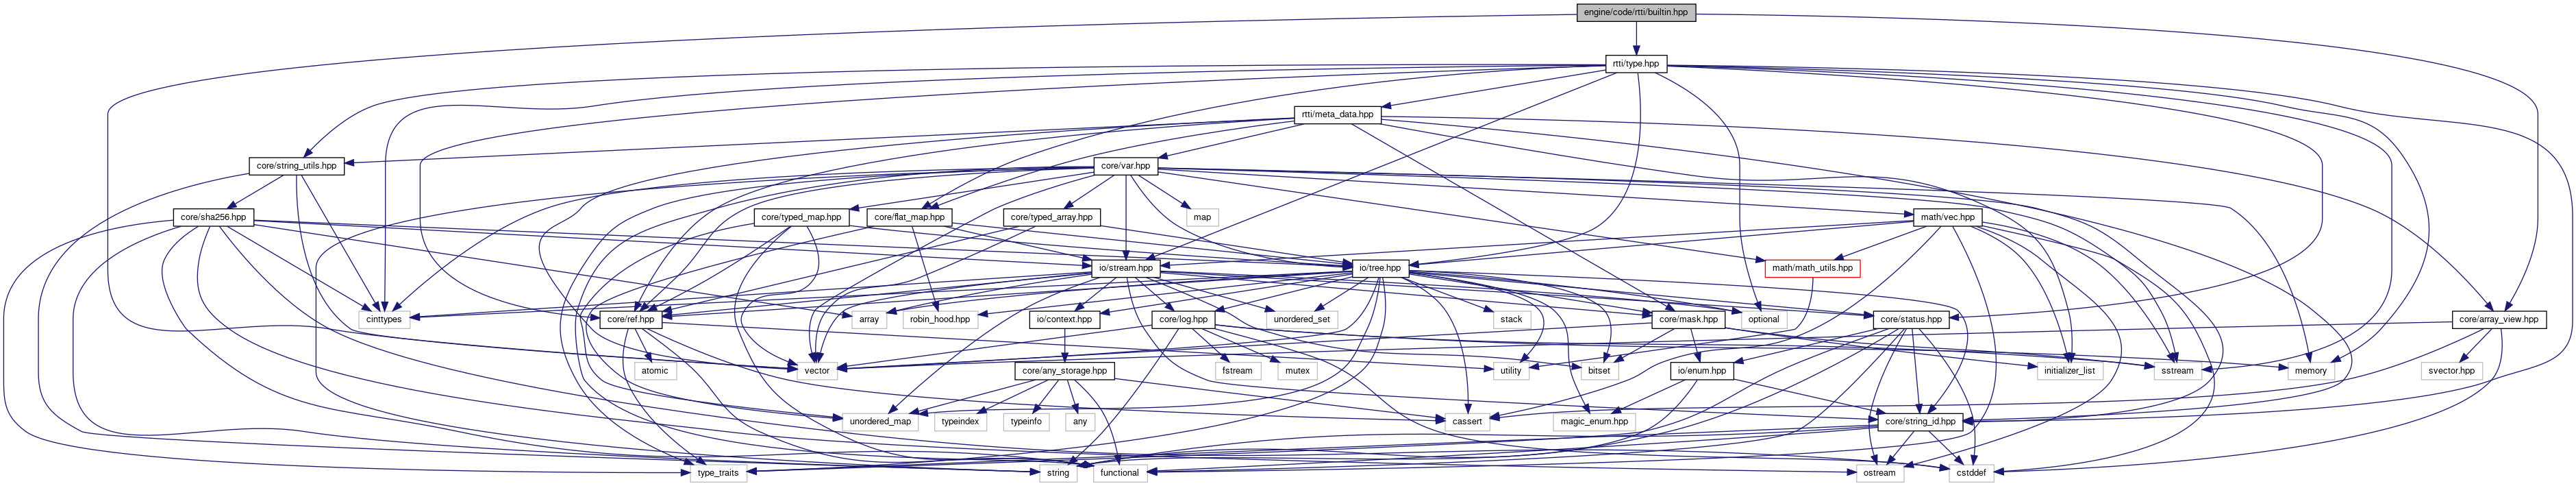 engine/code/rtti/builtin.hpp
rtti/type.hpp
rtti/meta_data.hpp
core/string_utils.hpp
core/var.hpp
core/sha256.hpp
core/typed_map.hpp
core/flat_map.hpp
core/typed_array.hpp
map
math/vec.hpp
io/stream.hpp
io/tree.hpp
math/math_utils.hpp
cinttypes
core/ref.hpp
array
robin_hood.hpp
io/context.hpp
core/log.hpp
unordered_set
stack
optional
core/mask.hpp
core/status.hpp
core/array_view.hpp
atomic
vector
core/any_storage.hpp
fstream
mutex
utility
bitset
io/enum.hpp
initializer_list
sstream
memory
svector.hpp
unordered_map
typeindex
typeinfo
any
cassert
magic_enum.hpp
core/string_id.hpp
type_traits
string
functional
ostream
cstddef